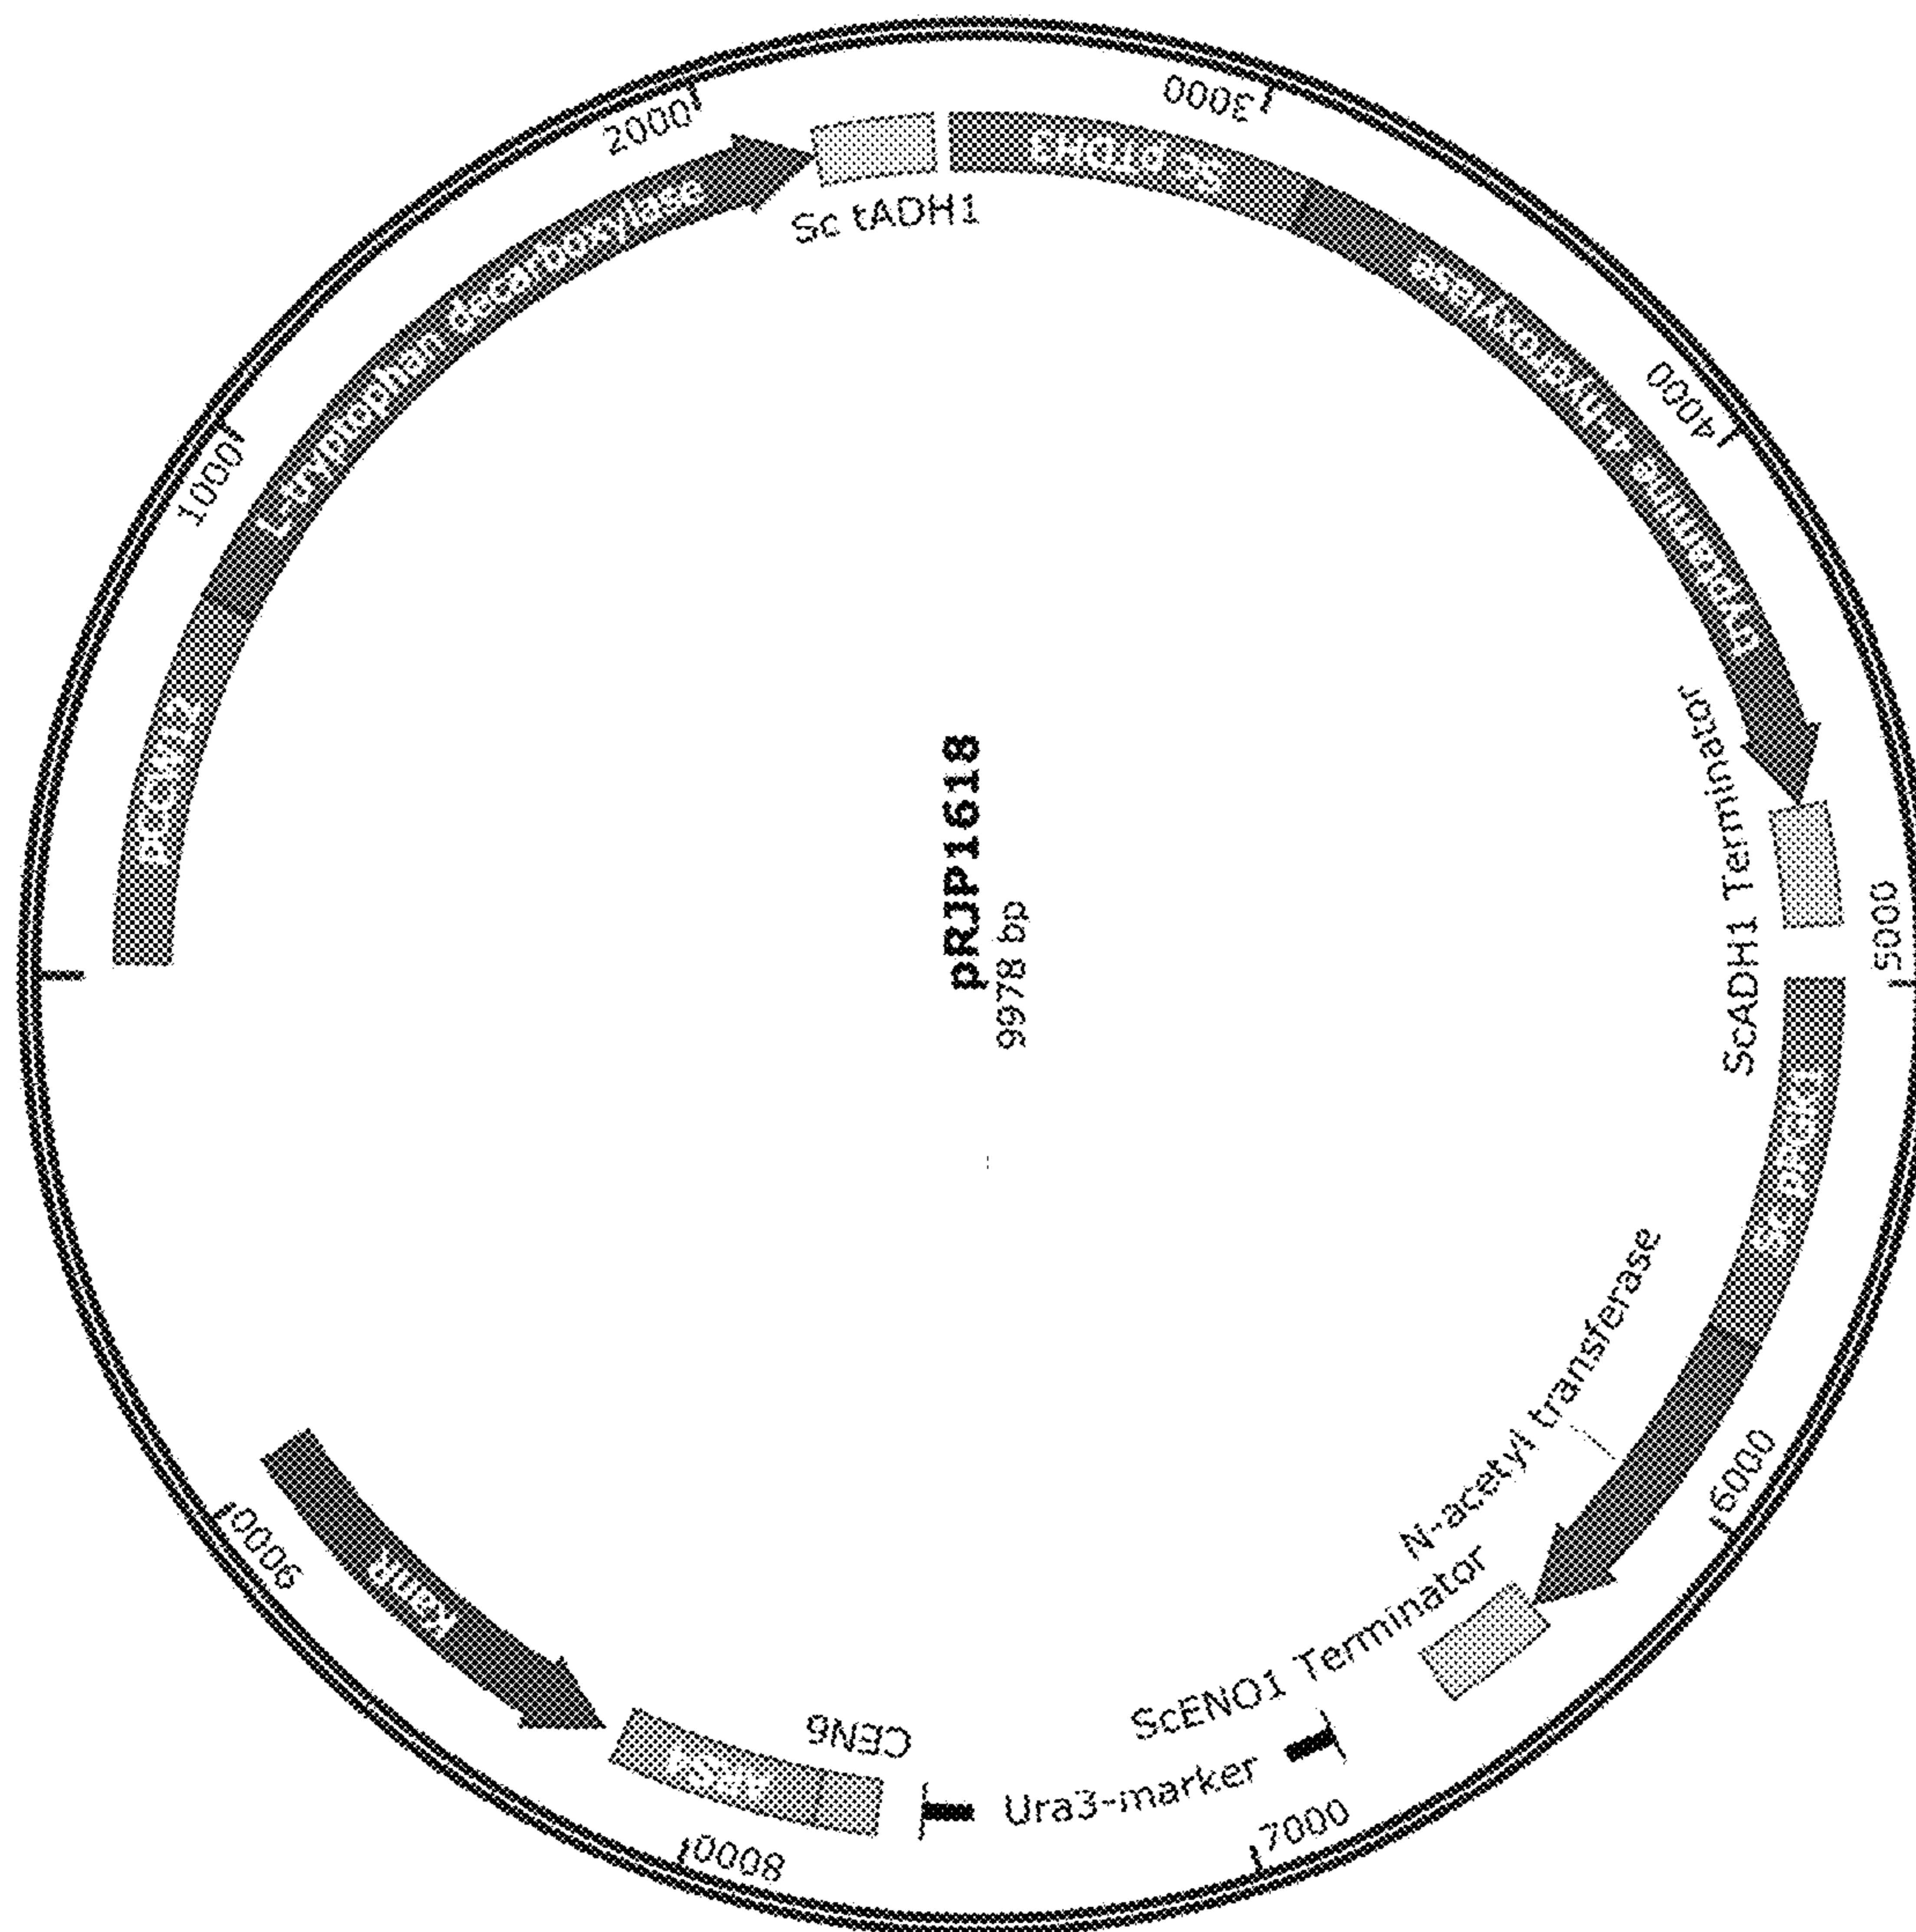 pRJP1618
9978 bp
1000
L-tryptophan decarboxylase
2000
Sc tADH1
3000
tryptamine 4-hydroxylase
4000
ScADH1 Terminator
5000
6000
N-acetyl transferase
ScENO1 Terminator
7000
Ura3-marker
CEN6
8000
KanR
9000